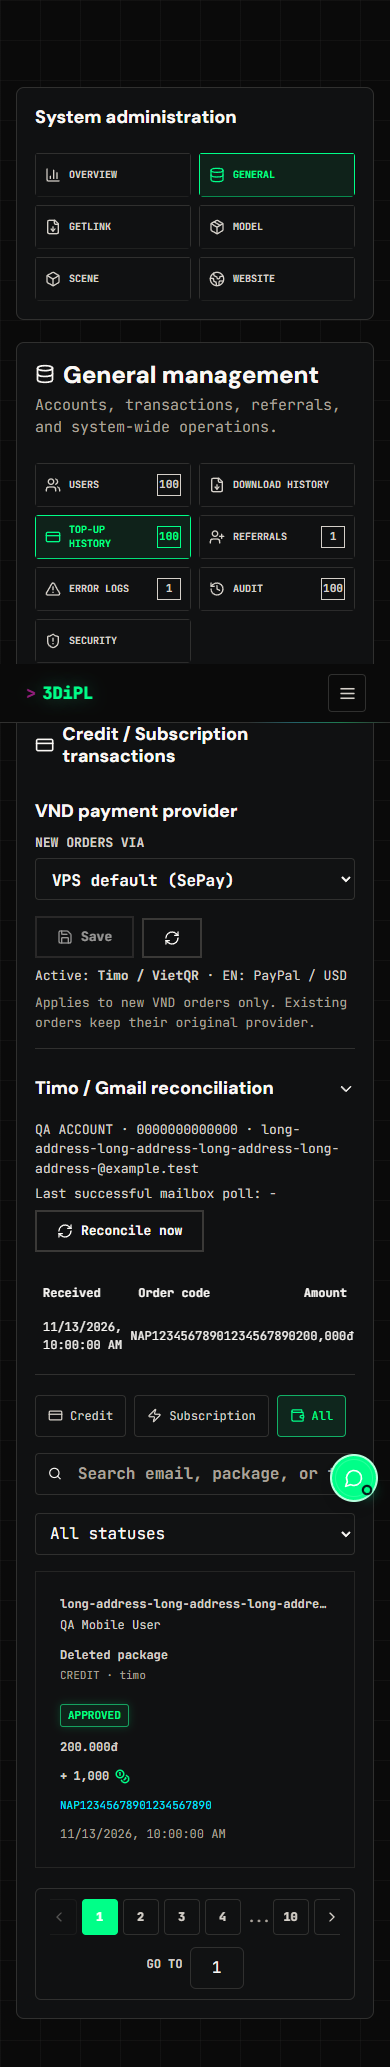 System administration
OVERVIEW
GENERAL
GETLINK
MODEL
SCENE
WEBSITE
General management
Accounts, transactions, referrals,
and system-wide operations.
USERS 100
DOWNLOAD HISTORY
TOP-UP
HISTORY 100
REFERRALS 1
ERROR LOGS 1
AUDIT 100
SECURITY
> 3DiPL
Credit / Subscription
transactions
VND payment provider
NEW ORDERS VIA
VPS default (SePay)
Save
Active: Timo / VietQR · EN: PayPal / USD
Applies to new VND orders only. Existing
orders keep their original provider.
Timo / Gmail reconciliation
QA ACCOUNT · 0000000000000 · long-
address-long-address-long-address-long-
address-@example.test
Last successful mailbox poll: -
Reconcile now
Received Order code Amount
11/13/2026,
10:00:00 AM NAP12345678901234567890200,000đ
Credit
Subscription
All
Search email, package, or
All statuses
long-address-long-address-long-addre…
QA Mobile User
Deleted package
CREDIT · timo
APPROVED
200.000đ
+ 1,000
NAP12345678901234567890
11/13/2026, 10:00:00 AM
1 2 3 4 ... 10
GO TO 1